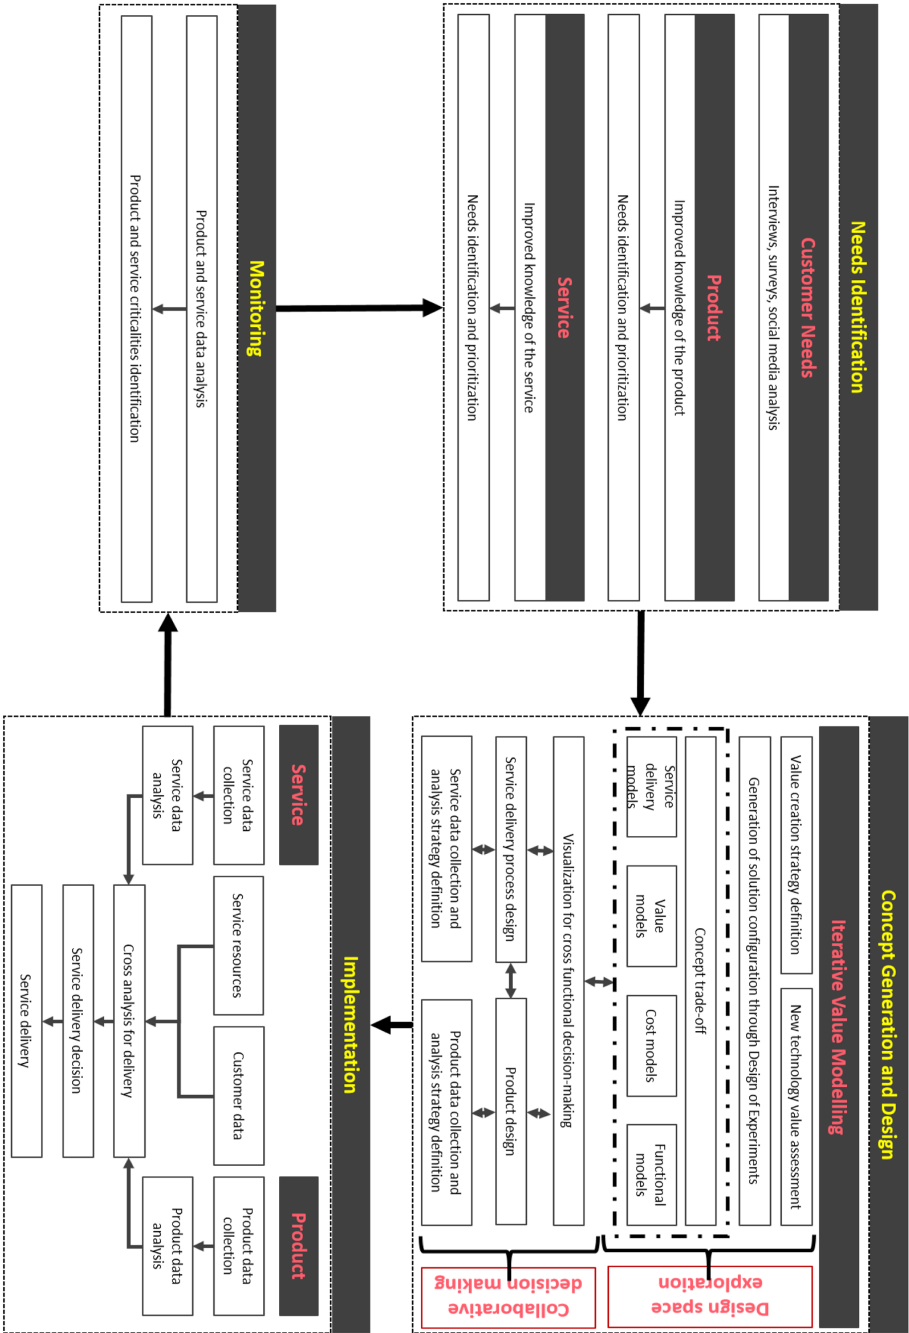 Needs Identification
Customer Needs
Interviews, surveys, social media analysis
Product
Improved knowledge of the product
Needs identification and prioritization
Service
Improved knowledge of the service
Needs identification and prioritization
Concept Generation and Design
Iterative Value Modelling
Value creation strategy definition
New technology value assessment
Generation of solution configuration through Design of Experiments
Concept trade-off
Service
delivery
models
Value
models
Cost models
Functional
models
Visualization for cross functional decision-making
Service delivery process design
Product design
Service data collection and
analysis strategy definition
Product data collection and
analysis strategy definition
Design space
exploration
Collaborative
decision making
Monitoring
Product and service data analysis
Product and service criticalities identification
Implementation
Service
Product
Service data
collection
Service resources
Customer data
Product data
collection
Service data
analysis
Product data
analysis
Cross analysis for delivery
Service delivery decision
Service delivery